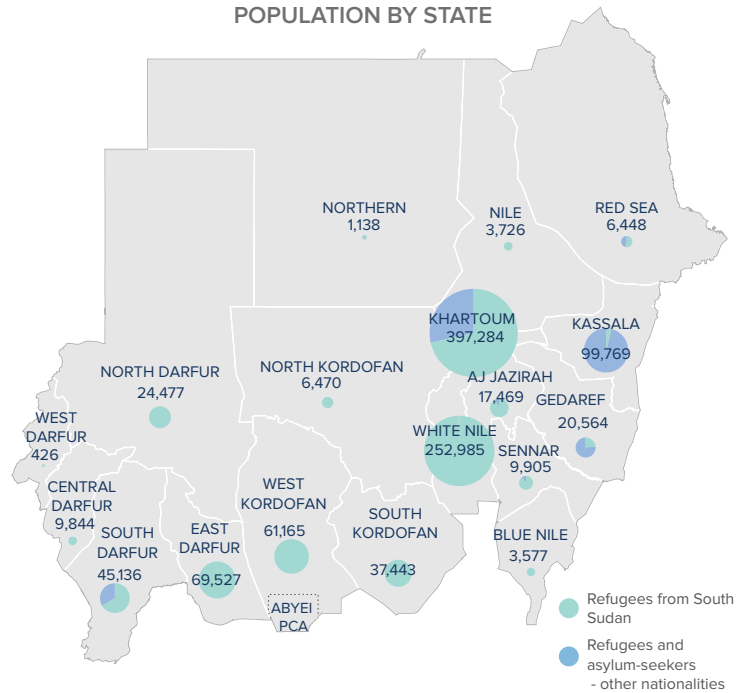 POPULATION BY STATE
NORTHERN
1,138
NILE
3,726
RED SEA
6,448
KHARTOUM
397,284
KASSALA
99,769
NORTH DARFUR
24,477
NORTH KORDOFAN
6,470
AJ JAZIRAH
17,469
GEDAREF
20,564
WEST
DARFUR
426
WHITE NILE
252,985
SENNAR
9,905
CENTRAL
DARFUR
9,844
SOUTH
DARFUR
45,136
EAST
DARFUR
69,527
WEST
KORDOFAN
61,165
SOUTH
KORDOFAN
37,443
BLUE NILE
3,577
ABYEI
PCA
Refugees from South
Sudan
Refugees and
asylum-seekers
- other nationalities